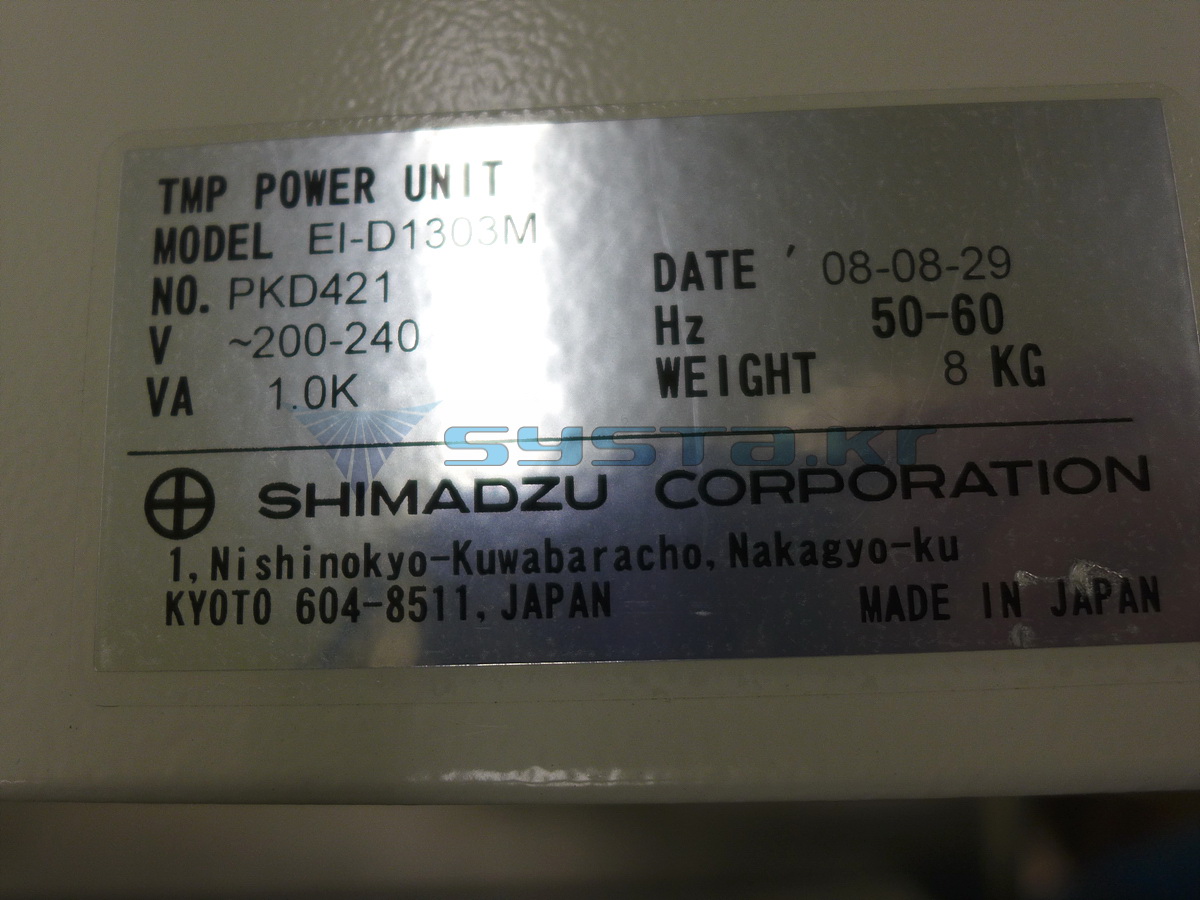 TMP POWER UNIT
MODEL EI-D1303M
NO. PKD421
V ~200-240
VA 1.0K
DATE '08-08-29
Hz 50-60
WEIGHT 8 KG
systa.kr
SHIMADZU CORPORATION
1, Nishinokyo-Kuwabaracho, Nakagyo-ku
KYOTO 604-8511, JAPAN
MADE IN JAPAN